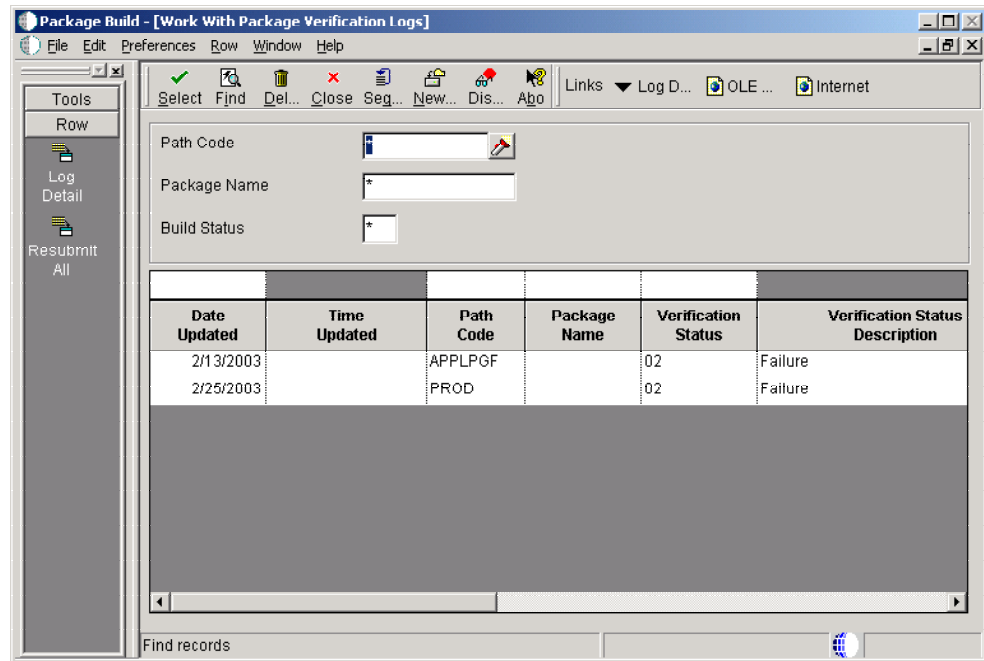 Package Build - [Work With Package Verification Logs]
File Edit Preferences Row Window Help
Tools
Row
Log
Detail
Resubmit
All
Select Find Del... Close Seq... New... Dis... Abo Links Log D... OLE ... Internet
Path Code *
Package Name *
Build Status *
Date Updated Time Updated Path Code Package Name Verification Status Verification Status Description
2/13/2003 APPLPGF 02 Failure
2/25/2003 PROD 02 Failure
Find records